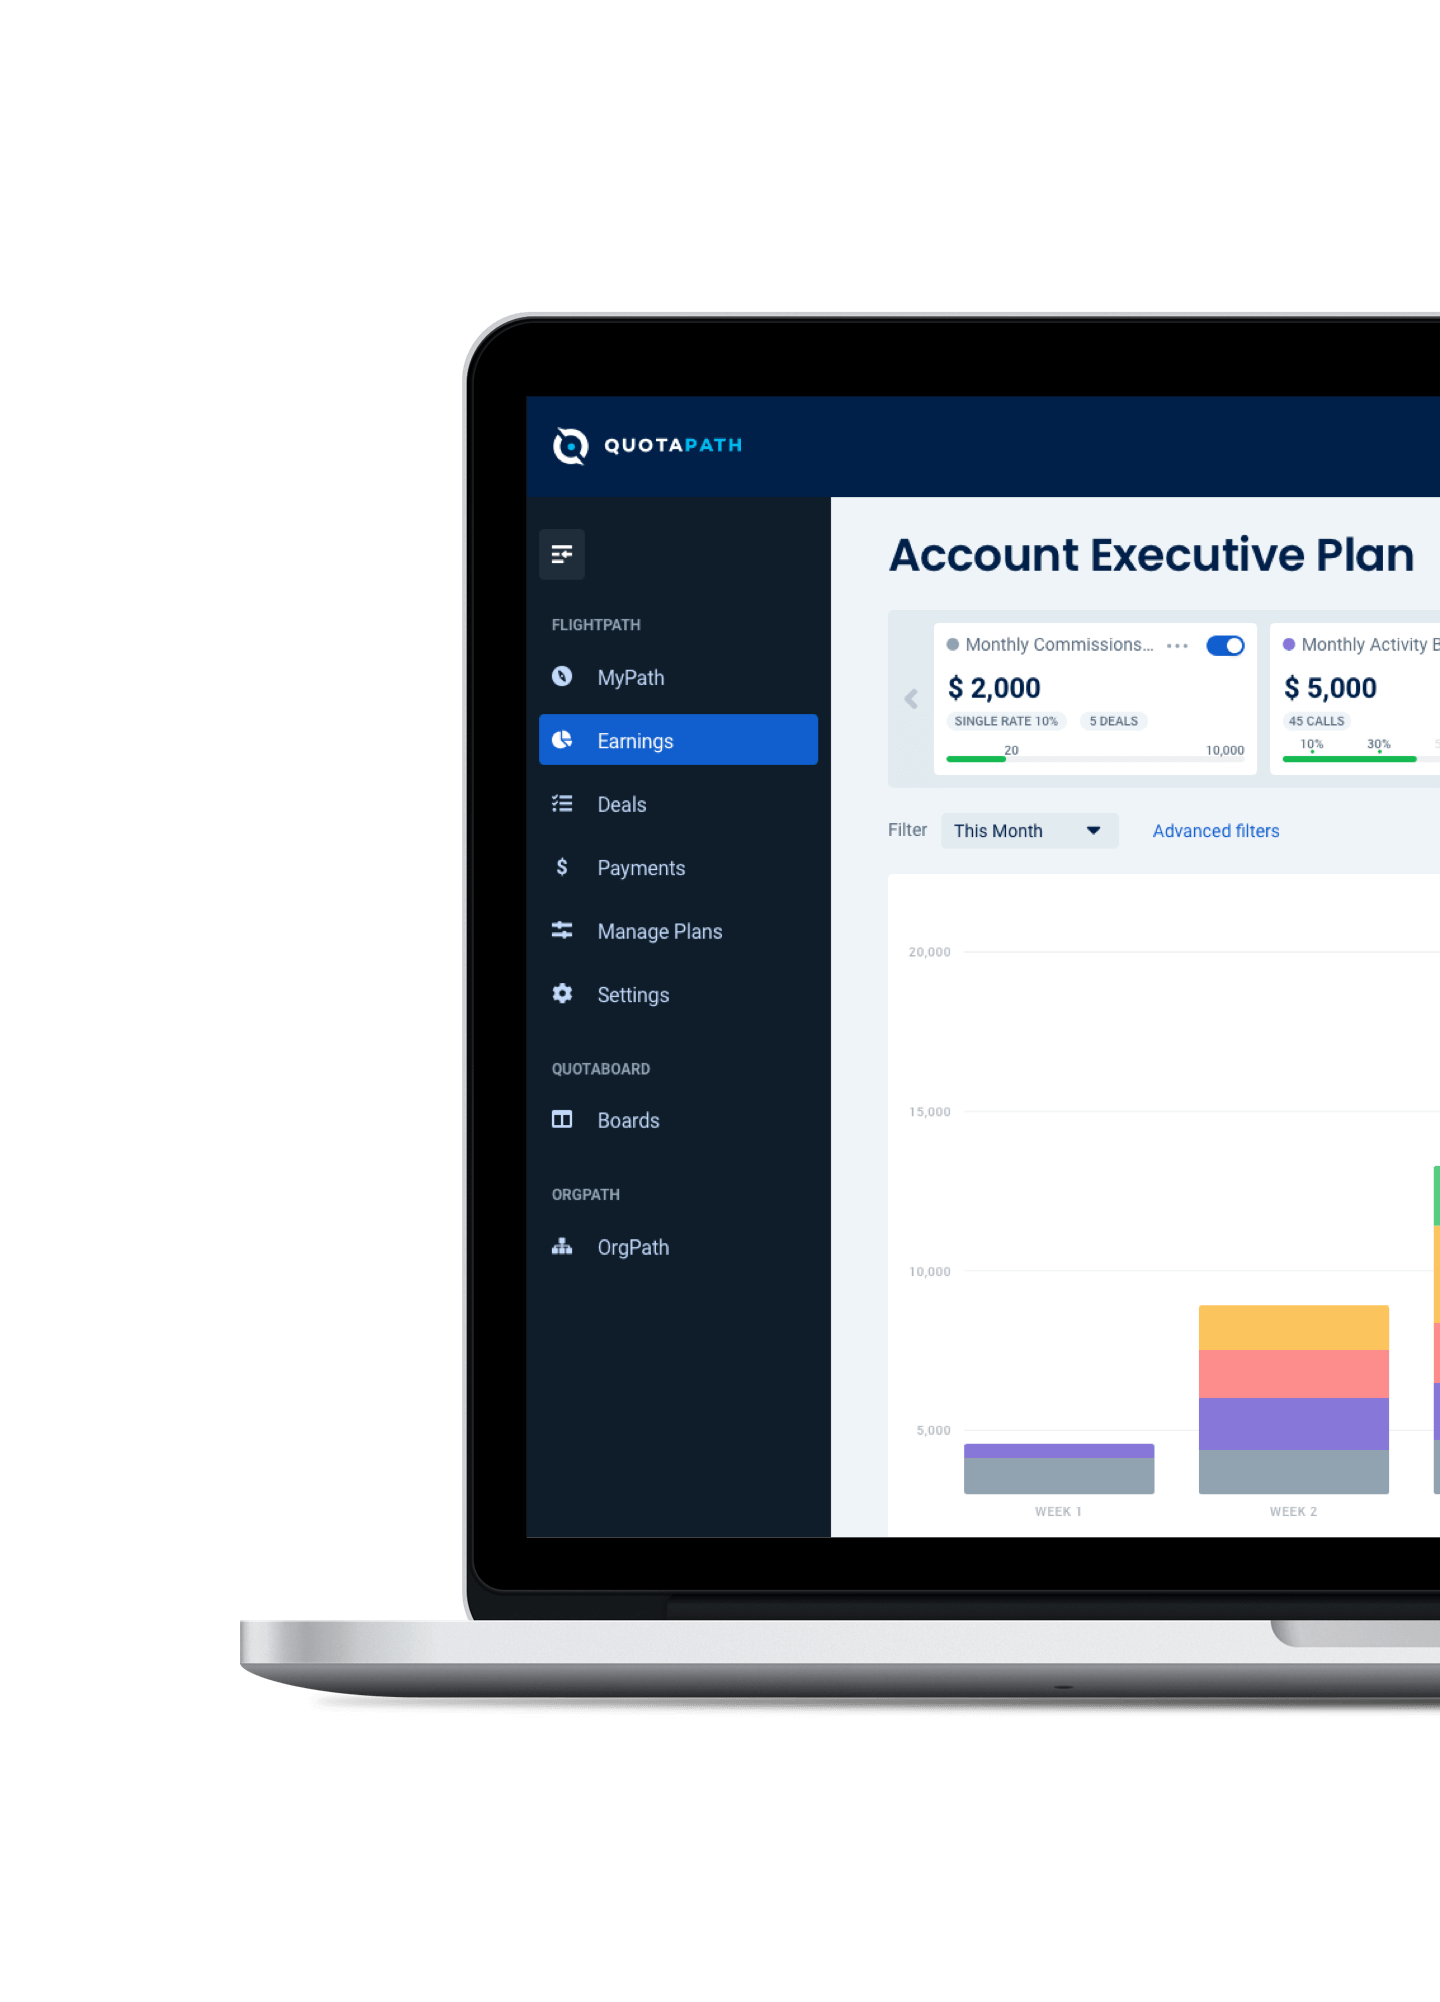 QUOTAPATH
FLIGHTPATH
MyPath
Earnings
Deals
$ Payments
Manage Plans
Settings
QUOTABOARD
Boards
ORGPATH
OrgPath
Account Executive Plan
Monthly Commissions... •••
$ 2,000
SINGLE RATE 10% 5 DEALS
20 10,000
Monthly Activity B
$ 5,000
45 CALLS
10% 30% 5
Filter This Month Advanced filters
20,000
15,000
10,000
5,000
WEEK 1 WEEK 2